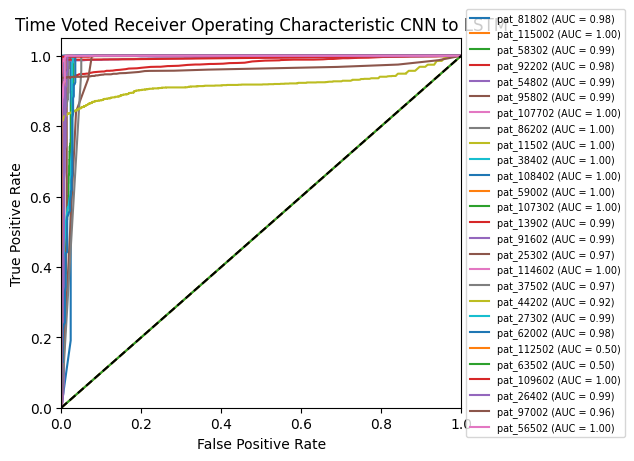 Time Voted Receiver Operating Characteristic CNN to LSTM
True Positive Rate
1.0
0.8
0.6
0.4
0.2
0.0
0.0 0.2 0.4 0.6 0.8 1.0
False Positive Rate
pat_81802 (AUC = 0.98)
pat_115002 (AUC = 1.00)
pat_58302 (AUC = 0.99)
pat_92202 (AUC = 0.98)
pat_54802 (AUC = 0.99)
pat_95802 (AUC = 0.99)
pat_107702 (AUC = 1.00)
pat_86202 (AUC = 1.00)
pat_11502 (AUC = 1.00)
pat_38402 (AUC = 1.00)
pat_108402 (AUC = 1.00)
pat_59002 (AUC = 1.00)
pat_107302 (AUC = 1.00)
pat_13902 (AUC = 0.99)
pat_91602 (AUC = 0.99)
pat_25302 (AUC = 0.97)
pat_114602 (AUC = 1.00)
pat_37502 (AUC = 0.97)
pat_44202 (AUC = 0.92)
pat_27302 (AUC = 0.99)
pat_62002 (AUC = 0.98)
pat_112502 (AUC = 0.50)
pat_63502 (AUC = 0.50)
pat_109602 (AUC = 1.00)
pat_26402 (AUC = 0.99)
pat_97002 (AUC = 0.96)
pat_56502 (AUC = 1.00)